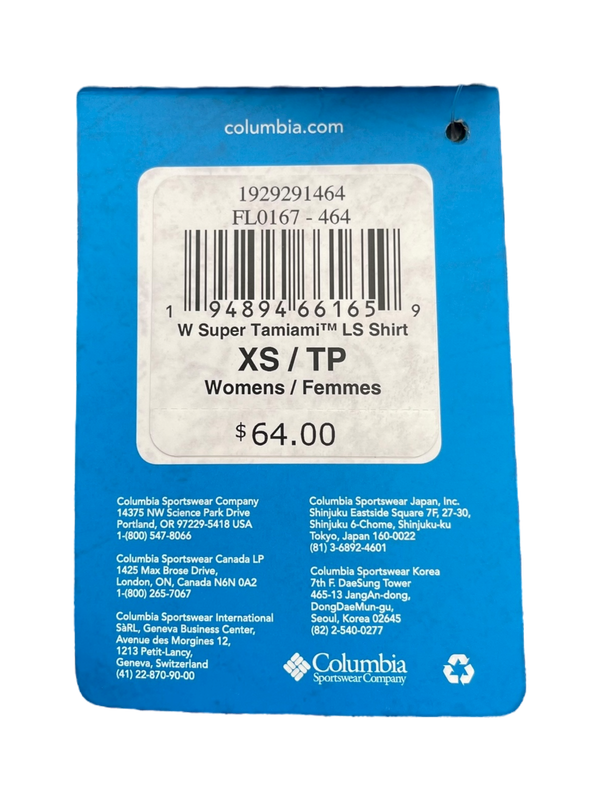 columbia.com
1929291464
FL0167 - 464
1 94894 66165 9
W Super Tamiami™ LS Shirt
XS / TP
Womens / Femmes
$64.00
Columbia Sportswear Company
14375 NW Science Park Drive
Portland, OR 97229-5418 USA
1-(800) 547-8066
Columbia Sportswear Canada LP
1425 Max Brose Drive,
London, ON, Canada N6N 0A2
1-(800) 265-7067
Columbia Sportswear International
SàRL, Geneva Business Center,
Avenue des Morgines 12,
1213 Petit-Lancy,
Geneva, Switzerland
(41) 22-870-90-00
Columbia Sportswear Japan, Inc.
Shinjuku Eastside Square 7F, 27-30,
Shinjuku 6-Chome, Shinjuku-ku
Tokyo, Japan 160-0022
(81) 3-6892-4601
Columbia Sportswear Korea
7th F. DaeSung Tower
465-13 JangAn-dong,
DongDaeMun-gu,
Seoul, Korea 02645
(82) 2-540-0277
Columbia
Sportswear Company